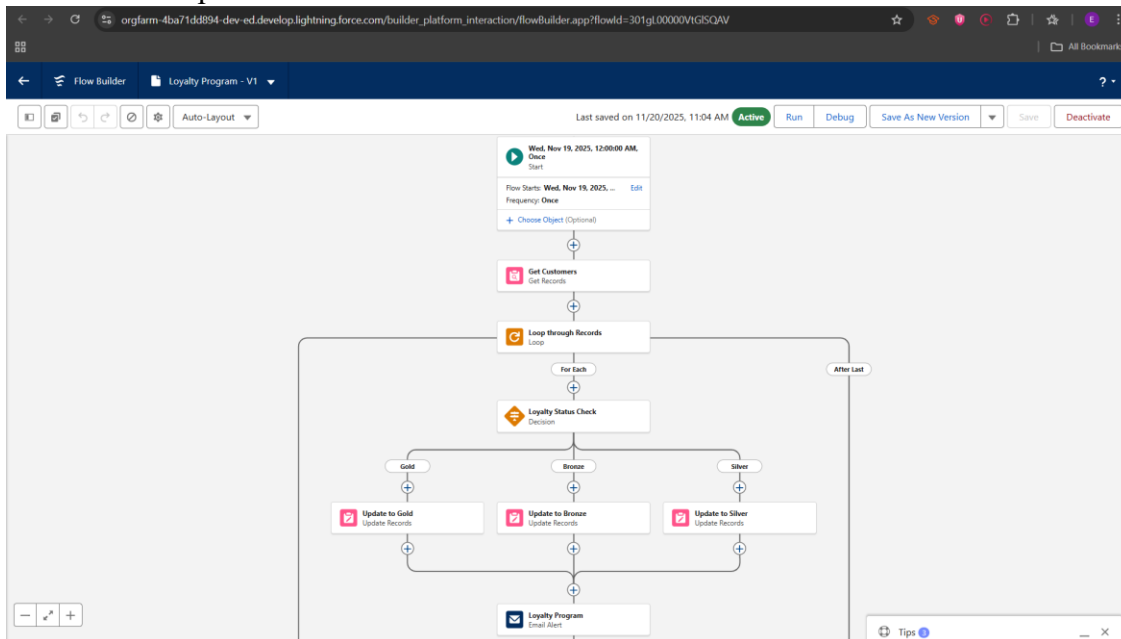 orgfarm-4ba71dd894-dev-ed.develop.lightning.force.com/builder_platform_interaction/flowBuilder.app?flowId=301gL00000VtGlSQAV
E
All Bookmarks
Flow Builder
Loyalty Program - V1
?
Auto-Layout
Last saved on 11/20/2025, 11:04 AM Active Run Debug Save As New Version Save Deactivate
Wed, Nov 19, 2025, 12:00:00 AM,
Once
Start
Flow Starts: Wed, Nov 19, 2025, ... Edit
Frequency: Once
+ Choose Object (Optional)
Get Customers
Get Records
Loop through Records
Loop
For Each
After Last
Loyalty Status Check
Decision
Gold
Bronze
Silver
Update to Gold
Update Records
Update to Bronze
Update Records
Update to Silver
Update Records
Loyalty Program
Email Alert
Tips 3